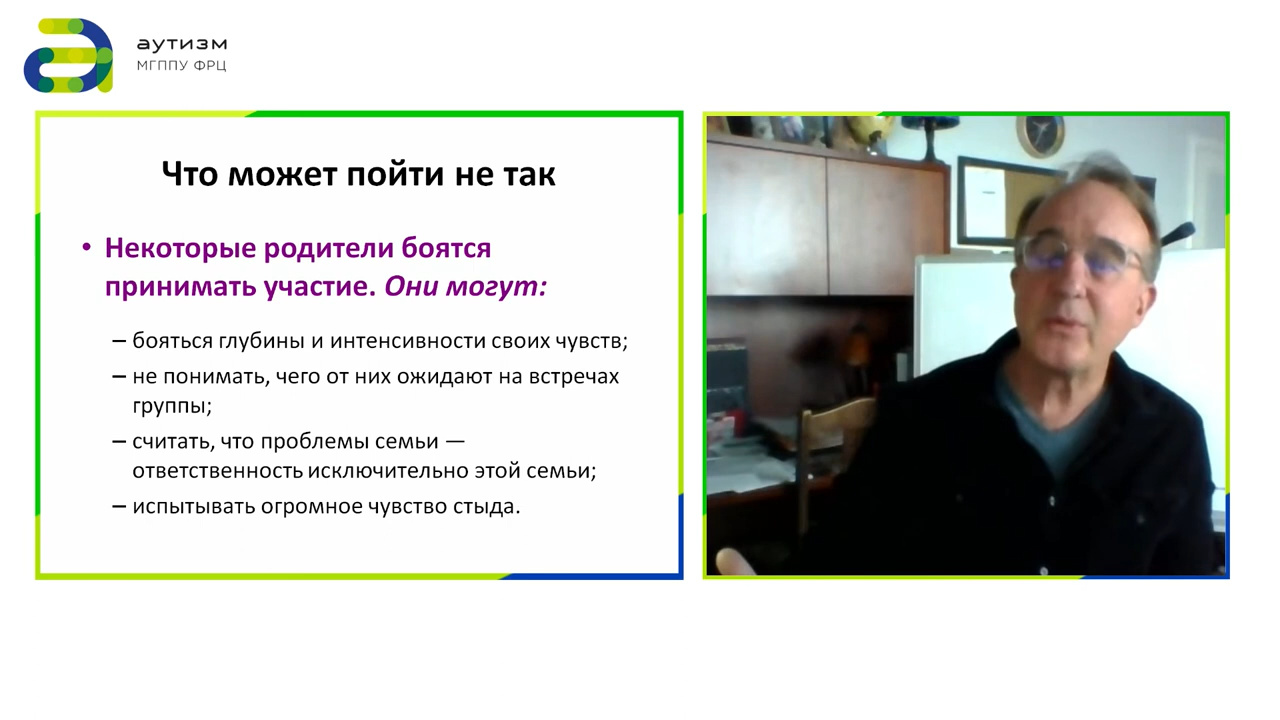 аутизм
МГППУ ФРЦ
Что может пойти не так
• Некоторые родители боятся
принимать участие. Они могут:
– бояться глубины и интенсивности своих чувств;
– не понимать, чего от них ожидают на встречах
группы;
– считать, что проблемы семьи —
ответственность исключительно этой семьи;
– испытывать огромное чувство стыда.